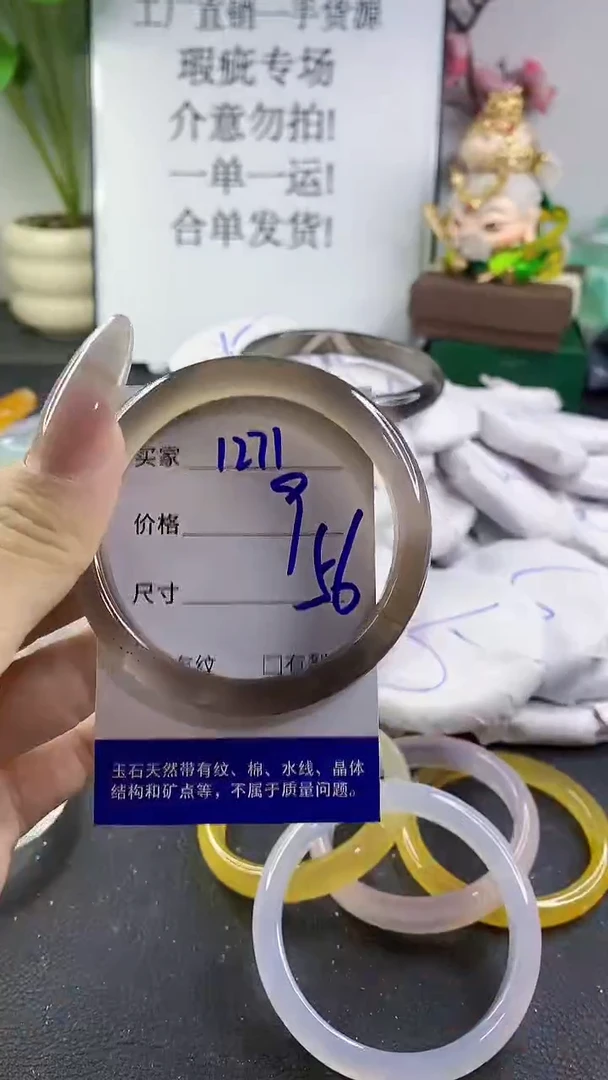 工厂直销一手货源
瑕疵专场
介意勿拍!
一单一运!
合单发货!
买家 1271
价格
9
尺寸 56
有纹 □有裂
玉石天然带有纹、棉、水线、晶体
结构和矿点等，不属于质量问题。